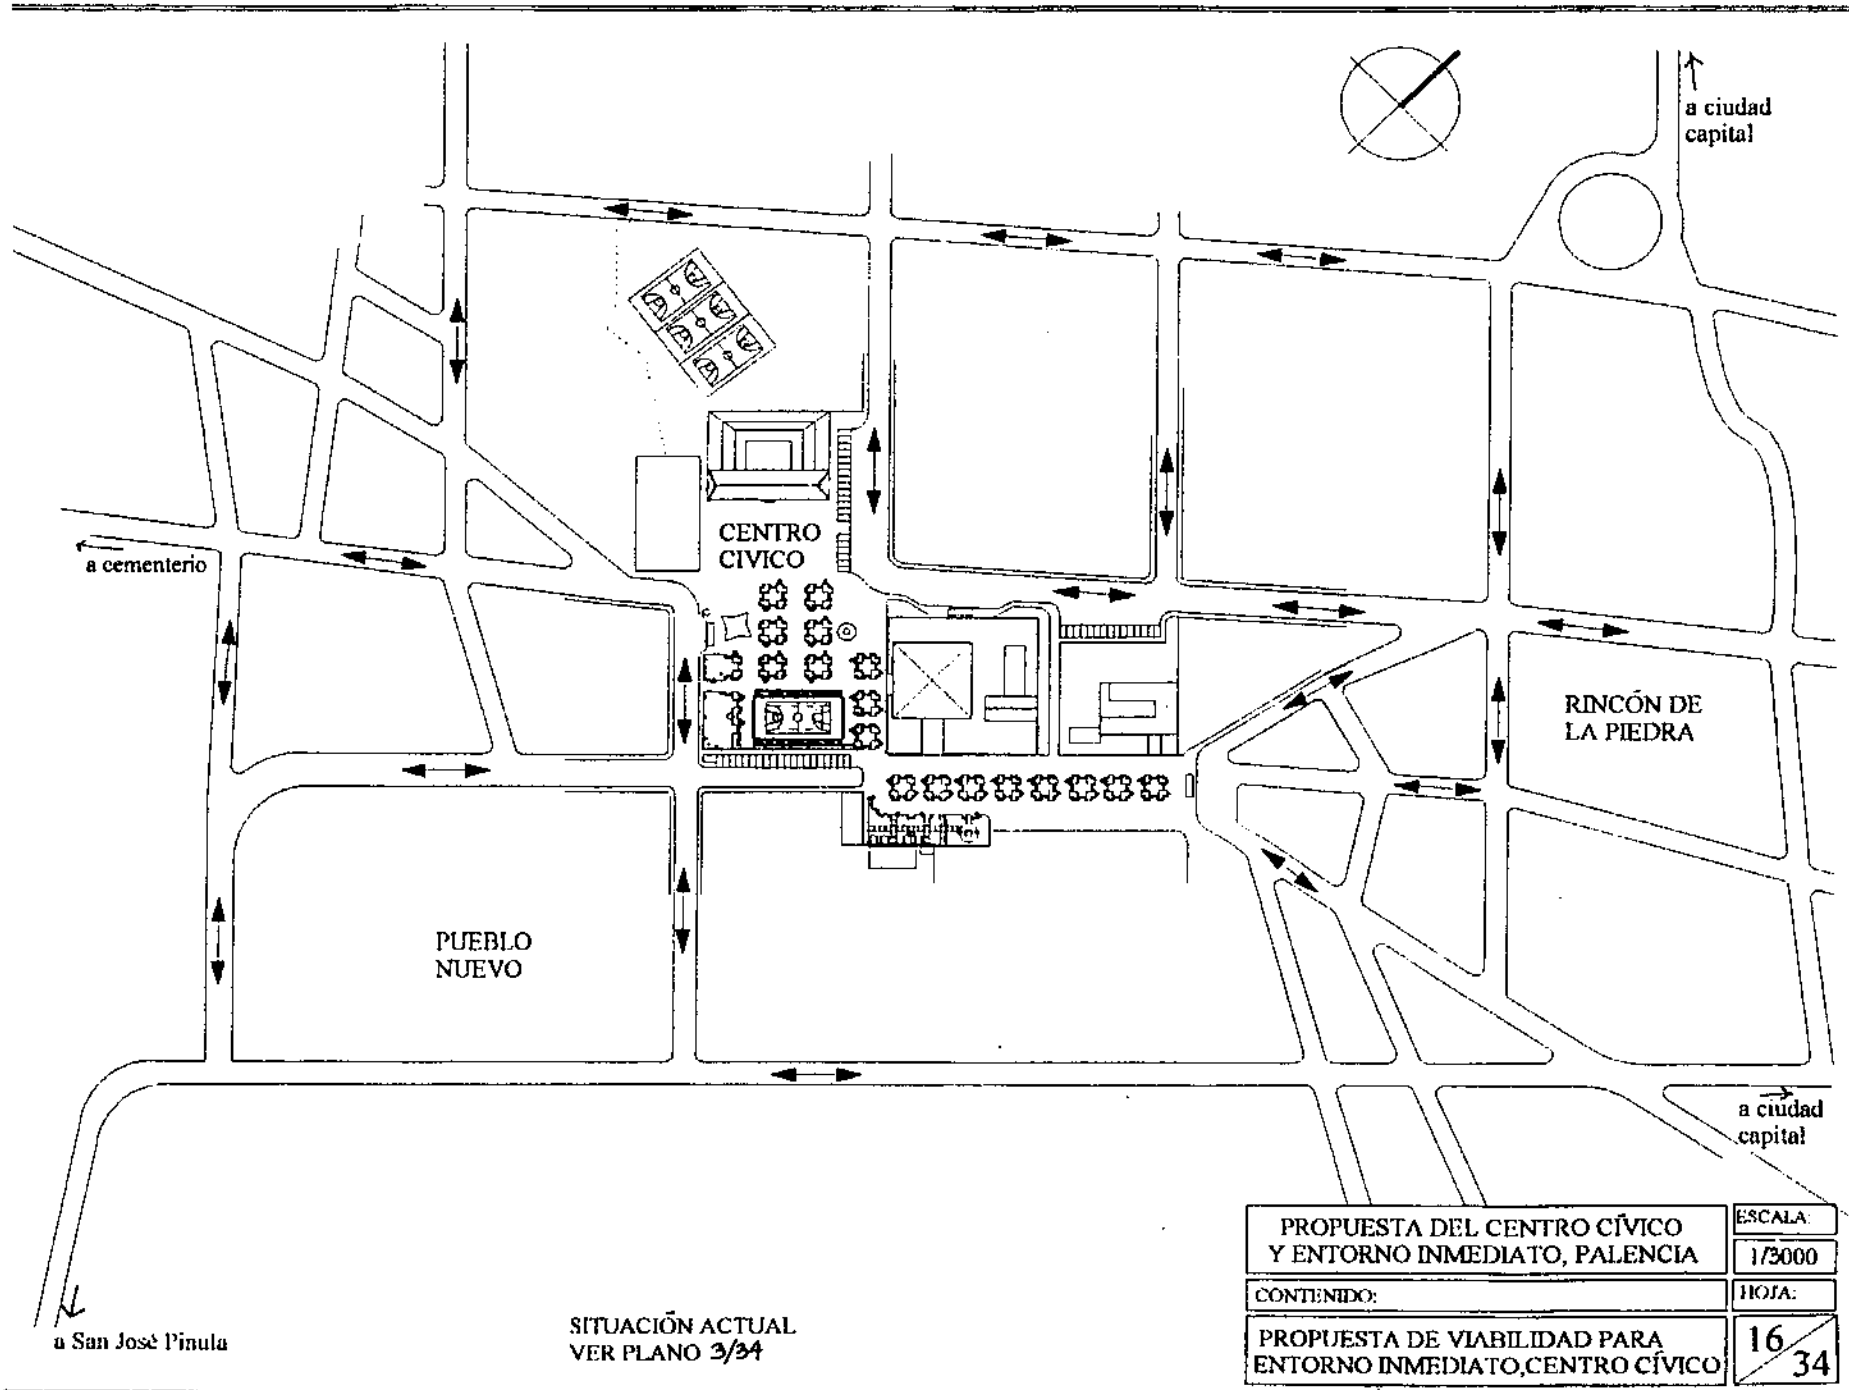 a ciudad
capital
CENTRO
CIVICO
a cementerio
RINCÓN DE
LA PIEDRA
PUEBLO
NUEVO
a ciudad
capital
a San José Pinula
SITUACIÓN ACTUAL
VER PLANO 3/34
PROPUESTA DEL CENTRO CÍVICO
Y ENTORNO INMEDIATO, PALENCIA
ESCALA:
1/3000
CONTENIDO:
HOJA:
PROPUESTA DE VIABILIDAD PARA
ENTORNO INMEDIATO,CENTRO CÍVICO
16/34